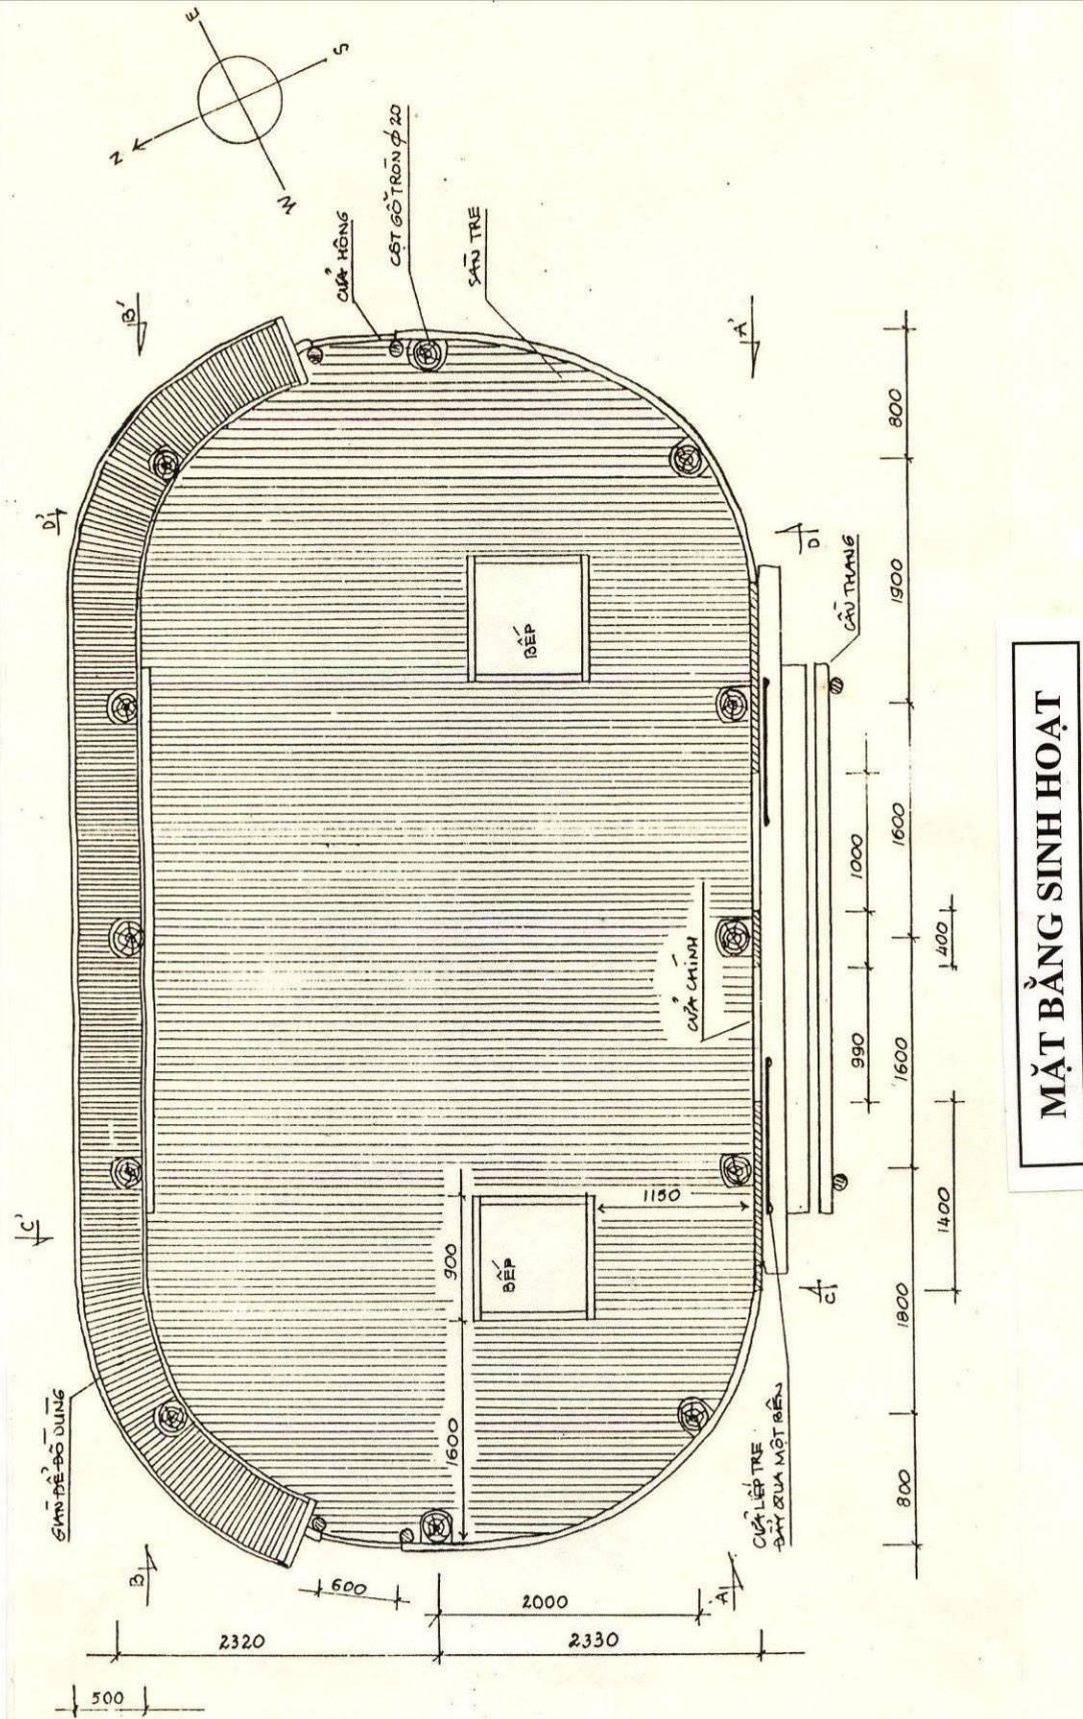 E
S
N
W
CỬA HÔNG
CỘT GỖ TRÒN Ø 20
SÀN TRE
B'
A'
D'
D
C'
C
B
A
BẾP
BẾP
CẦU THANG
CỬA CHÍNH
GIÀN ĐỂ ĐỒ DÙNG
CỬA LIẾP TRE
ĐẨY QUA MỘT BÊN
800
1900
1600
1600
1800
800
1000
990
400
1400
1150
900
1600
600
2000
2320
2330
500
MẶT BẰNG SINH HOẠT